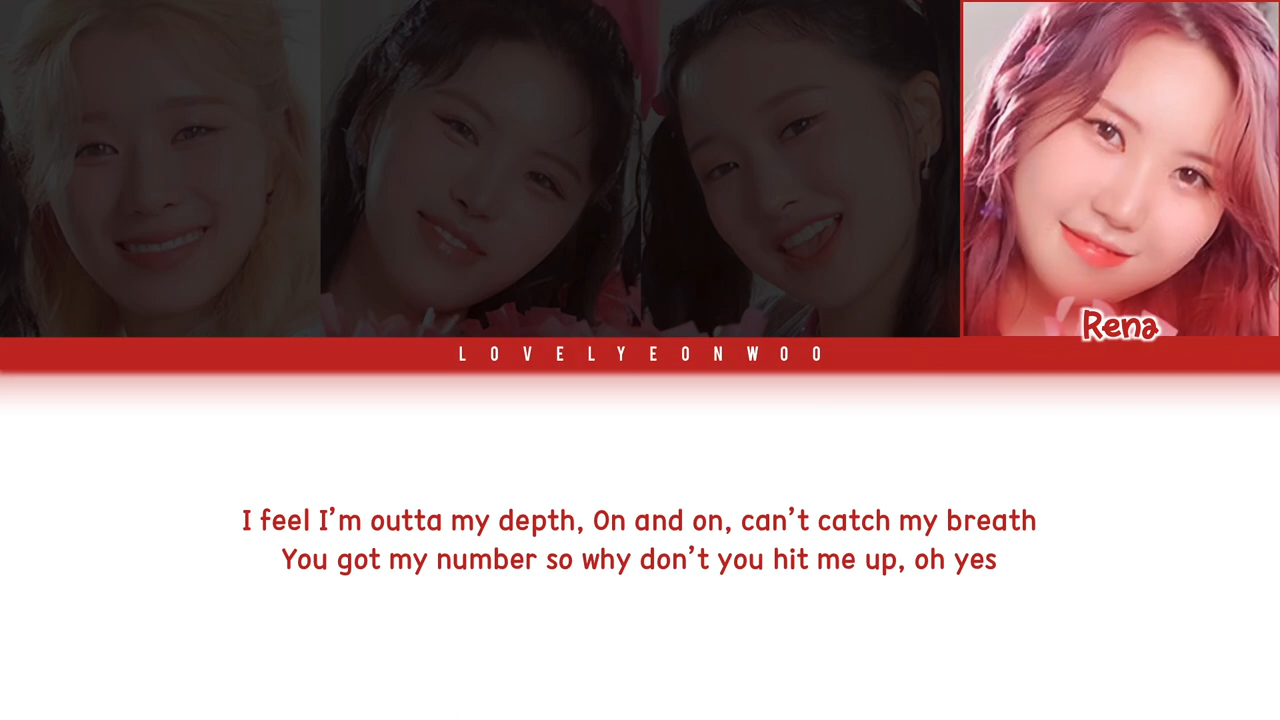 Rena
LOVELYEONWOO
I feel I'm outta my depth, On and on, can't catch my breath
You got my number so why don't you hit me up, oh yes